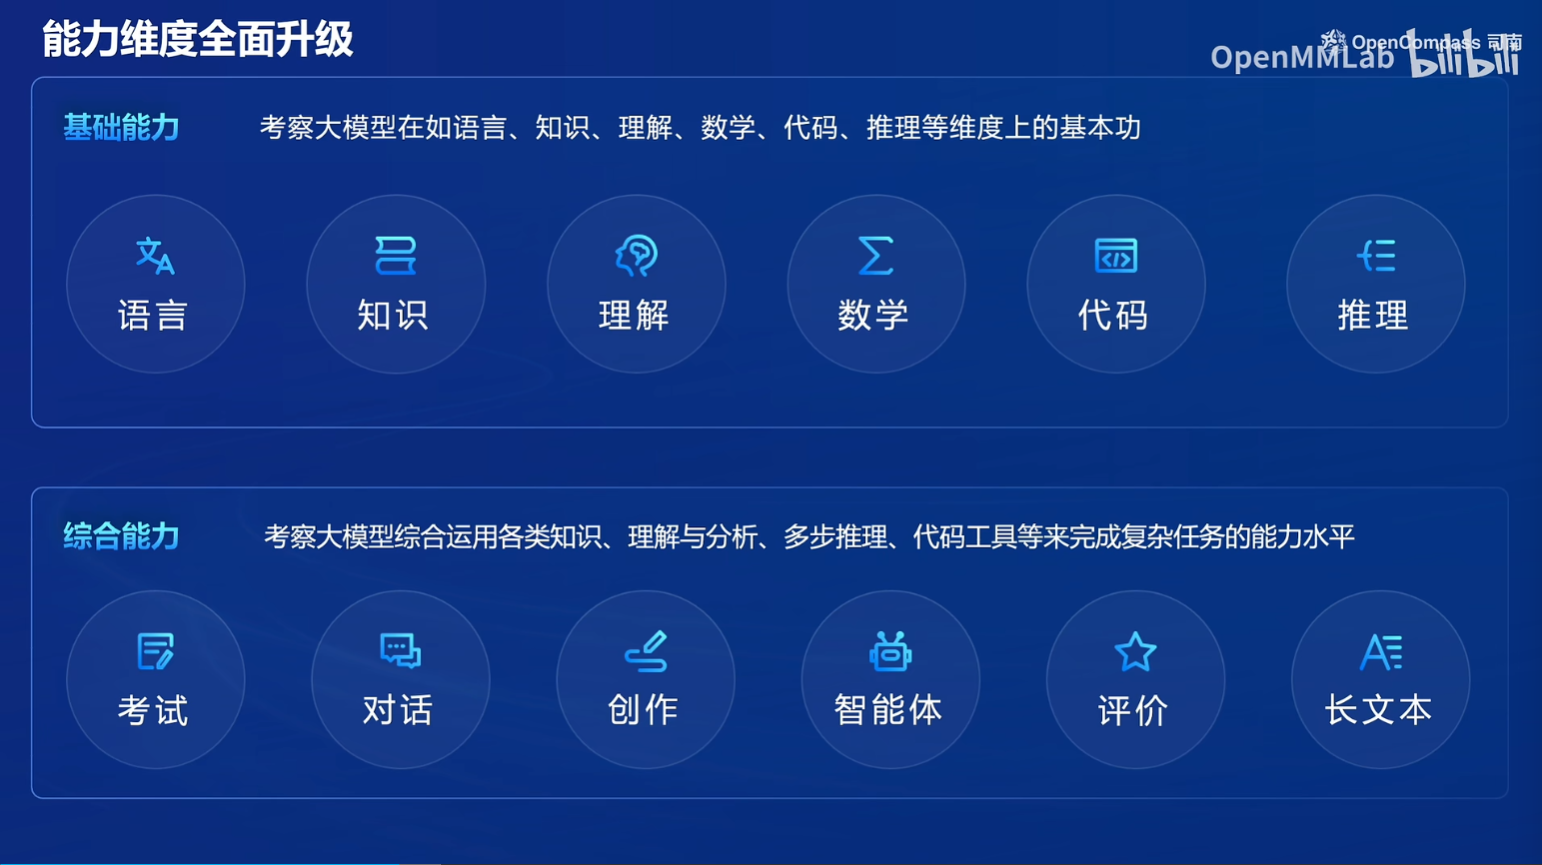 能力维度全面升级
OpenCompass 司南
OpenMMLab bilibili
基础能力 考察大模型在如语言、知识、理解、数学、代码、推理等维度上的基本功
文A
语言 知识 理解 数学 代码 推理
综合能力 考察大模型综合运用各类知识、理解与分析、多步推理、代码工具等来完成复杂任务的能力水平
考试 对话 创作 智能体 评价 长文本